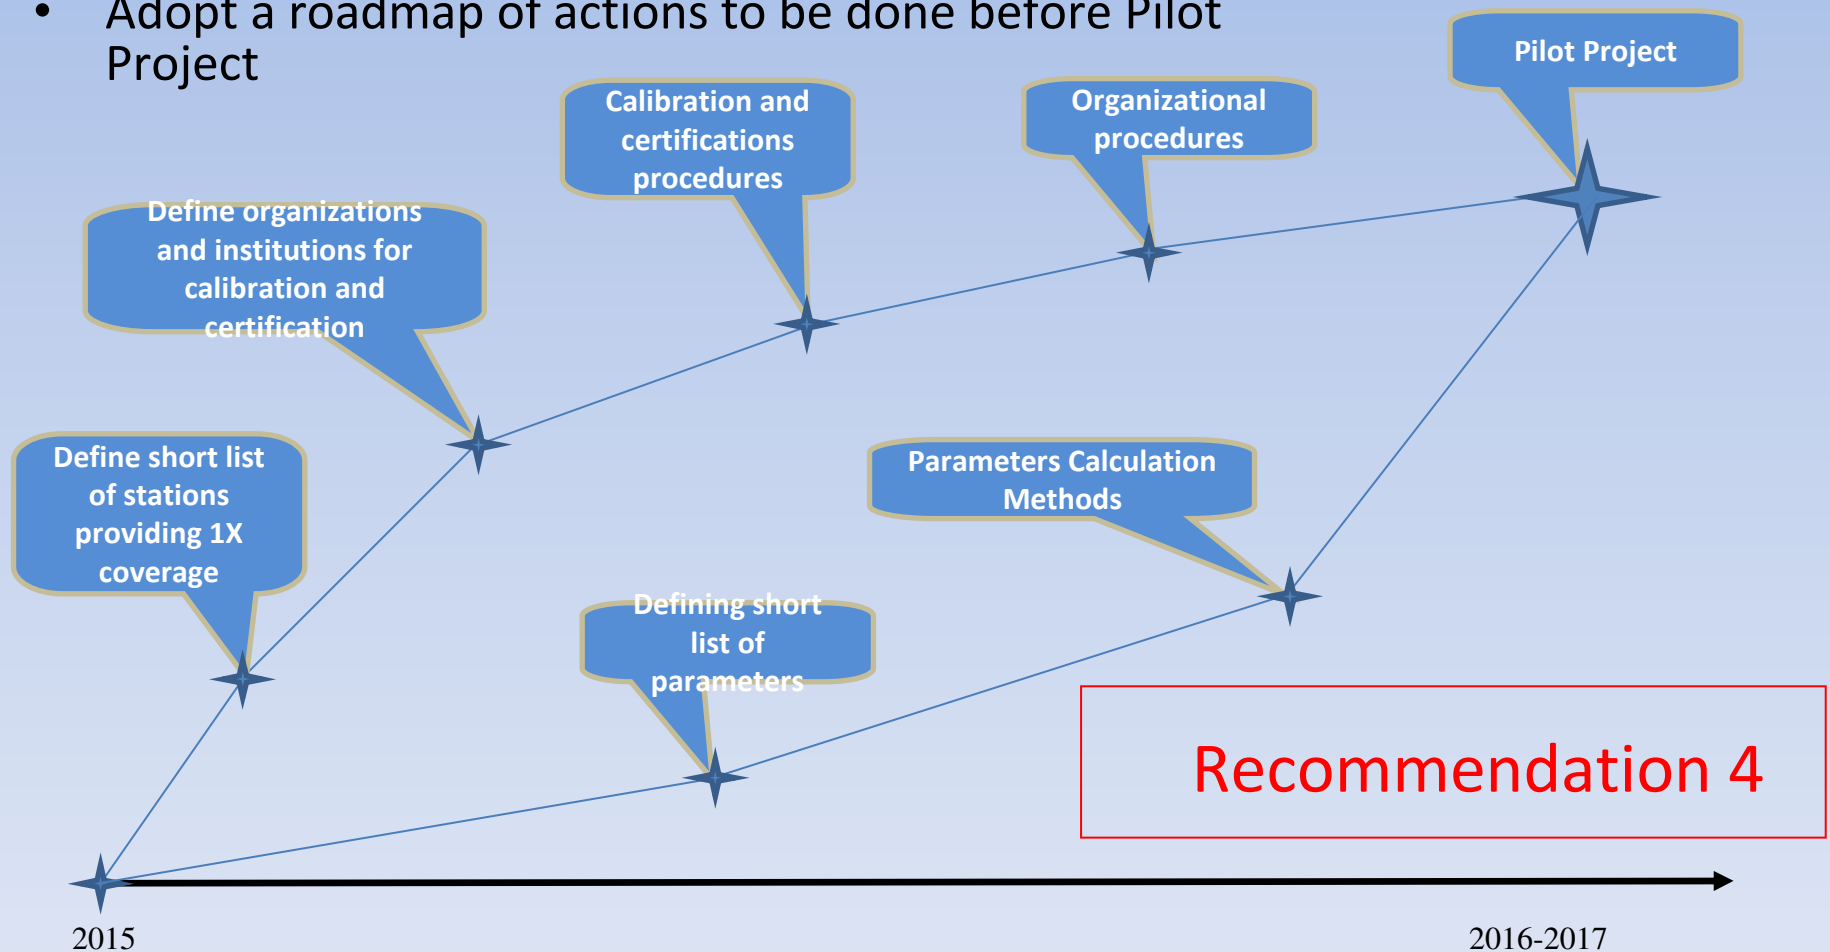 • Adopt a roadmap of actions to be done before Pilot
Project
Pilot Project
Calibration and
certifications
procedures
Organizational
procedures
Define organizations
and institutions for
calibration and
certification
Define short list
of stations
providing 1X
coverage
Parameters Calculation
Methods
Defining short
list of
parameters
Recommendation 4
2015
2016-2017